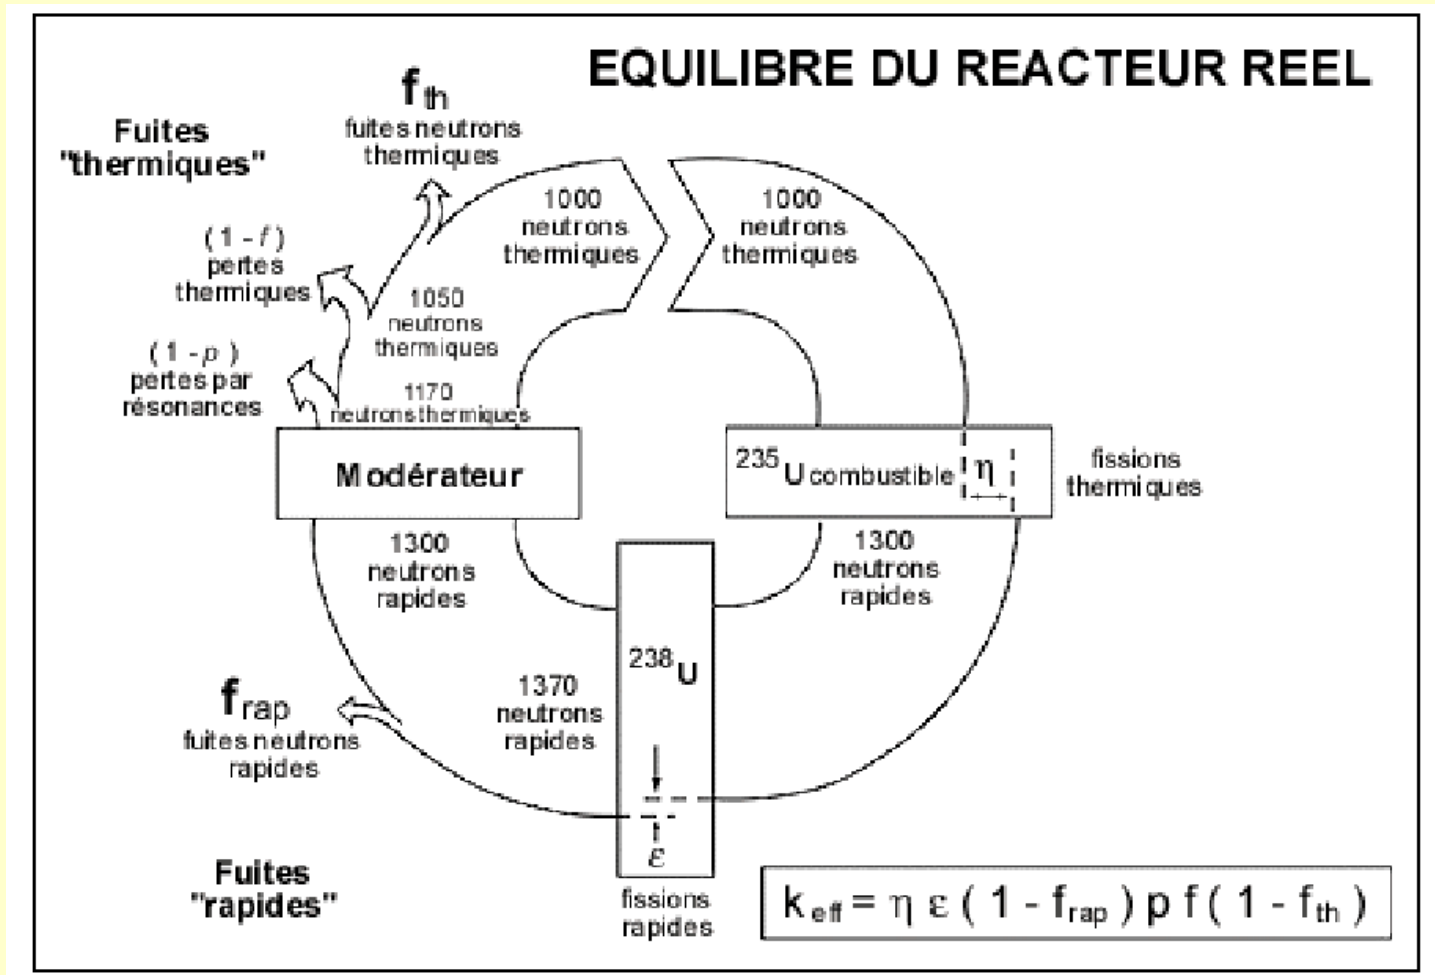 EQUILIBRE DU REACTEUR REEL
f th
fuites neutrons
thermiques
Fuites
"thermiques"
(1 - f)
pertes
thermiques
(1 - p)
pertes par
résonances
1000
neutrons
thermiques
1000
neutrons
thermiques
1050
neutrons
thermiques
1170
neutrons thermiques
Modérateur
235 U combustible η
fissions
thermiques
1300
neutrons
rapides
1300
neutrons
rapides
238 U
1370
neutrons
rapides
f rap
fuites neutrons
rapides
ε
Fuites
"rapides"
fissions
rapides
k eff = η ε ( 1 - f rap ) p f ( 1 - f th )